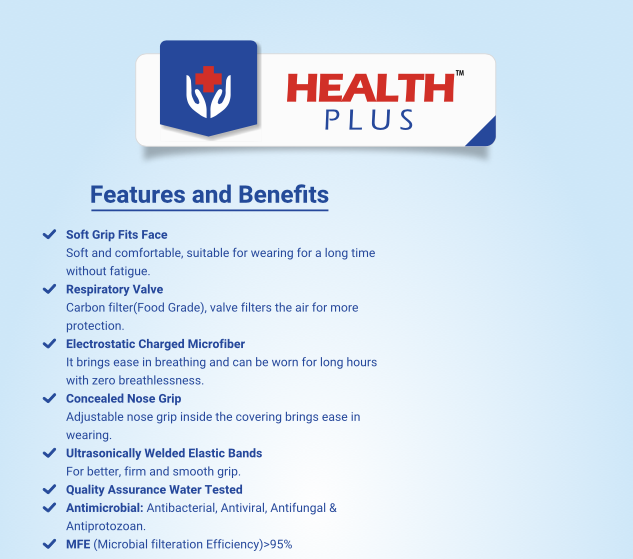 HEALTH™
PLUS
Features and Benefits
Soft Grip Fits Face
Soft and comfortable, suitable for wearing for a long time
without fatigue.
Respiratory Valve
Carbon filter(Food Grade), valve filters the air for more
protection.
Electrostatic Charged Microfiber
It brings ease in breathing and can be worn for long hours
with zero breathlessness.
Concealed Nose Grip
Adjustable nose grip inside the covering brings ease in
wearing.
Ultrasonically Welded Elastic Bands
For better, firm and smooth grip.
Quality Assurance Water Tested
Antimicrobial: Antibacterial, Antiviral, Antifungal &
Antiprotozoan.
MFE (Microbial filteration Efficiency)>95%